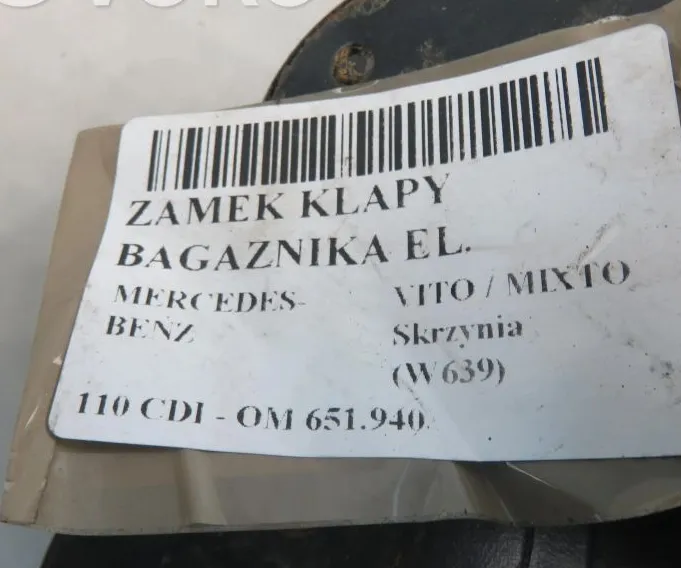 ZAMEK KLAPY
BAGAZNIKA EL.
MERCEDES-
BENZ
VITO / MIXTO
Skrzynia
(W639)
110 CDI - OM 651.940